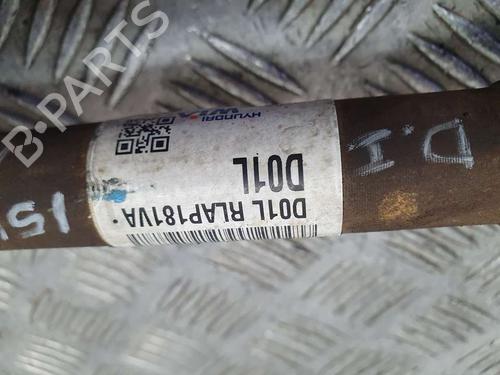 B-PARTS
HYUNDAI
WIA
D01L
D01L RLAP181VA
D.I